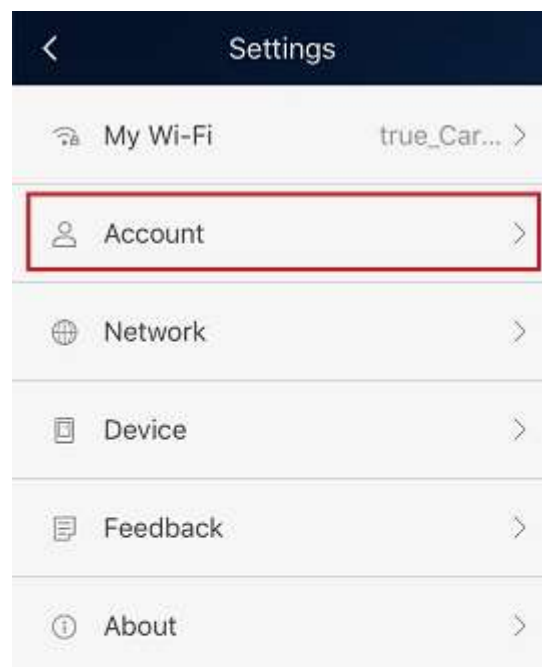 Settings
My Wi-Fi true_Car...
Account
Network
Device
Feedback
About